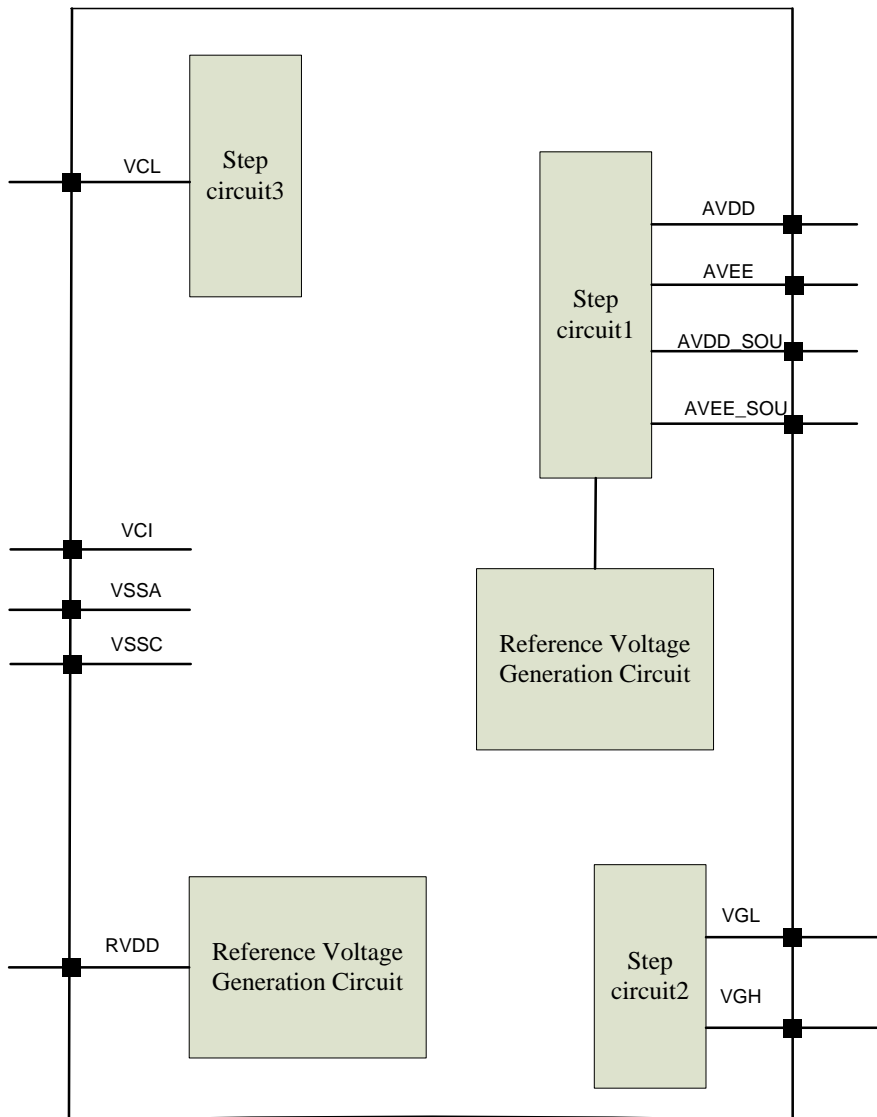 VCL
Step
circuit3
AVDD
AVEE
Step
circuit1
AVDD_SOU
AVEE_SOU
VCI
VSSA
VSSC
Reference Voltage
Generation Circuit
RVDD
Reference Voltage
Generation Circuit
VGL
Step
circuit2
VGH